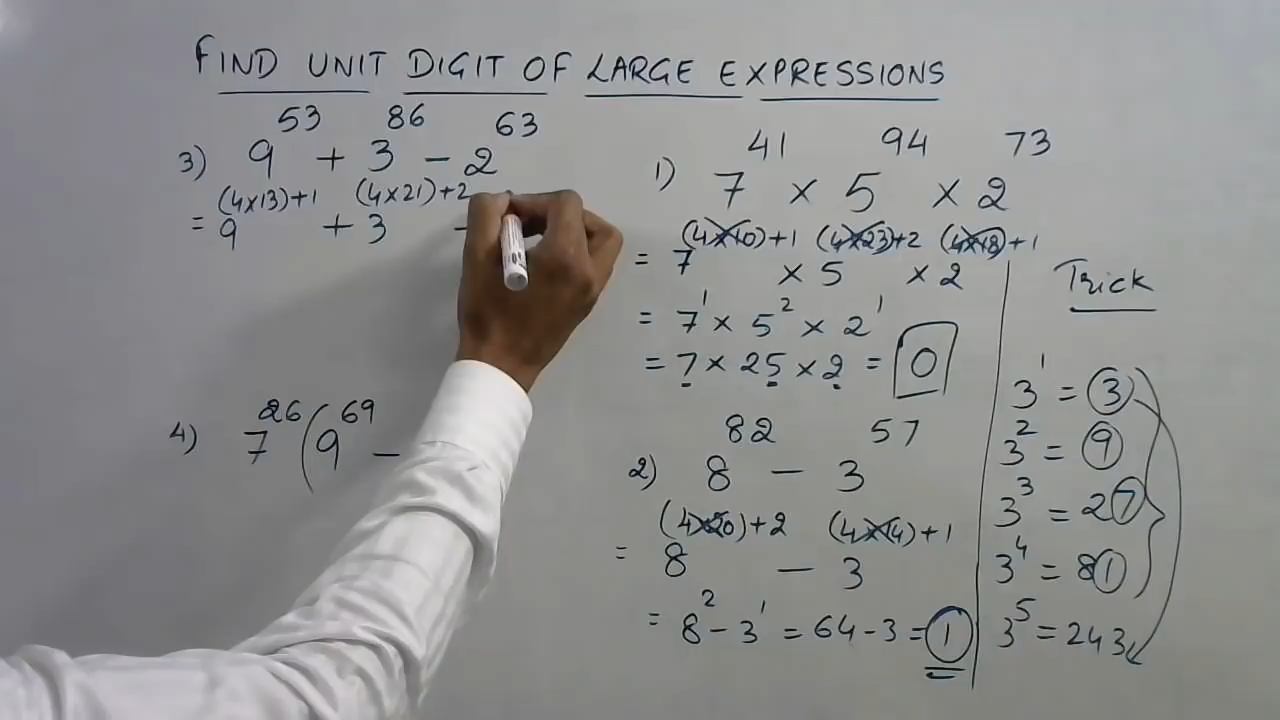 FIND UNIT DIGIT OF LARGE EXPRESSIONS
3) 9^53 + 3^86 - 2^63
= 9^(4×13)+1 + 3^(4×21)+2 -
4) 7^26 (9^69 -
1) 7^41 × 5^94 × 2^73
= 7^(4×10)+1 × 5^(4×23)+2 × 2^(4×18)+1
= 7^1 × 5^2 × 2^1
= 7 × 25 × 2 = 0
2) 8^82 - 3^57
= 8^(4×20)+2 - 3^(4×14)+1
= 8^2 - 3^1 = 64 - 3 = 1
Trick
3^1 = 3
3^2 = 9
3^3 = 27
3^4 = 81
3^5 = 243